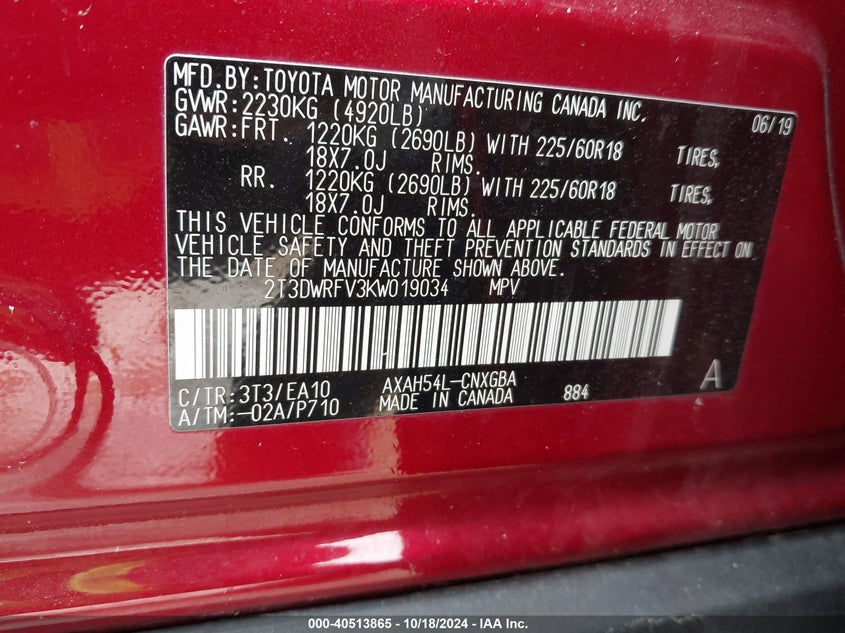 MFD.BY:TOYOTA MOTOR MANUFACTURING CANADA INC.
GVWR:2230KG (4920LB) 06/19
GAWR:FRT. 1220KG (2690LB) WITH 225/60R18 TIRES,
18X7.0J RIMS.
RR. 1220KG (2690LB) WITH 225/60R18 TIRES,
18X7.0J RIMS.
THIS VEHICLE CONFORMS TO ALL APPLICABLE FEDERAL MOTOR
VEHICLE SAFETY AND THEFT PREVENTION STANDARDS IN EFFECT ON
THE DATE OF MANUFACTURE SHOWN ABOVE.
2T3DWRFV3KW019034 MPV
C/TR:3T3/EA10 AXAH54L-CNXGBA A
A/TM:-02A/P710 MADE IN CANADA 884
000-40513865 - 10/18/2024 - IAA Inc.